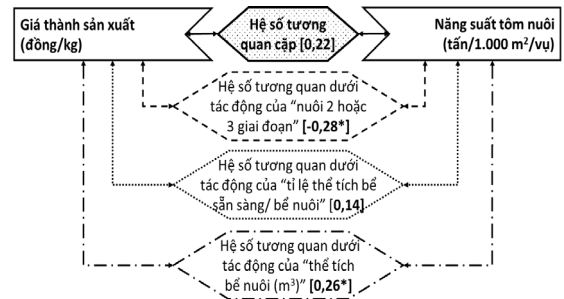 Giá thành sản xuất
(đồng/kg)
Hệ số tương
quan cặp [0,22]
Năng suất tôm nuôi
(tấn/1.000 m²/vụ)
Hệ số tương quan dưới
tác động của “nuôi 2 hoặc
3 giai đoạn” [-0,28*]
Hệ số tương quan dưới
tác động của “tỉ lệ thể tích bể
sẵn sàng/ bể nuôi” [0,14]
Hệ số tương quan dưới
tác động của “thể tích
bể nuôi (m³)” [0,26*]